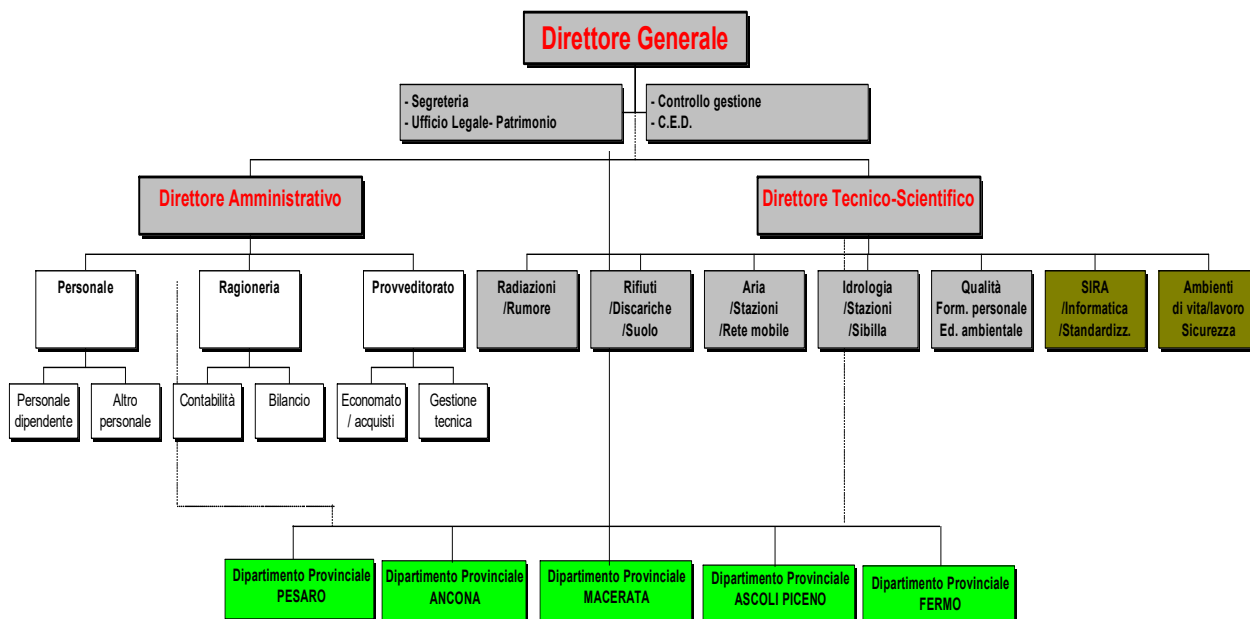 Direttore Generale
- Segreteria
- Ufficio Legale- Patrimonio
- Controllo gestione
- C.E.D.
Direttore Amministrativo
Direttore Tecnico-Scientifico
Personale
Ragioneria
Provveditorato
Radiazioni
/Rumore
Rifiuti
/Discariche
/Suolo
Aria
/Stazioni
/Rete mobile
Idrologia
/Stazioni
/Sibilla
Qualità
Form. personale
Ed. ambientale
SIRA
/Informatica
/Standardizz.
Ambienti
di vita/lavoro
Sicurezza
Personale
dipendente
Altro
personale
Contabilità
Bilancio
Economato
/ acquisti
Gestione
tecnica
Dipartimento Provinciale
PESARO
Dipartimento Provinciale
ANCONA
Dipartimento Provinciale
MACERATA
Dipartimento Provinciale
ASCOLI PICENO
Dipartimento Provinciale
FERMO